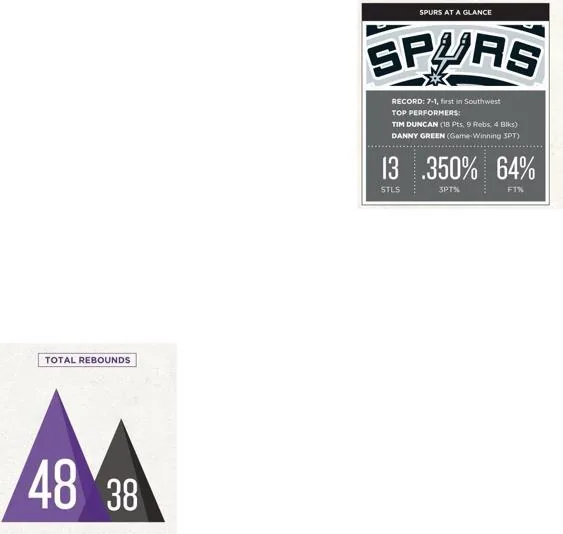 SPURS AT A GLANCE
SPURS
RECORD: 7-1, first in Southwest
TOP PERFORMERS:
TIM DUNCAN (18 Pts, 9 Rebs, 4 Blks)
DANNY GREEN (Game-Winning 3PT)
13 .350% 64%
STLS 3PT% FT%
TOTAL REBOUNDS
48 38